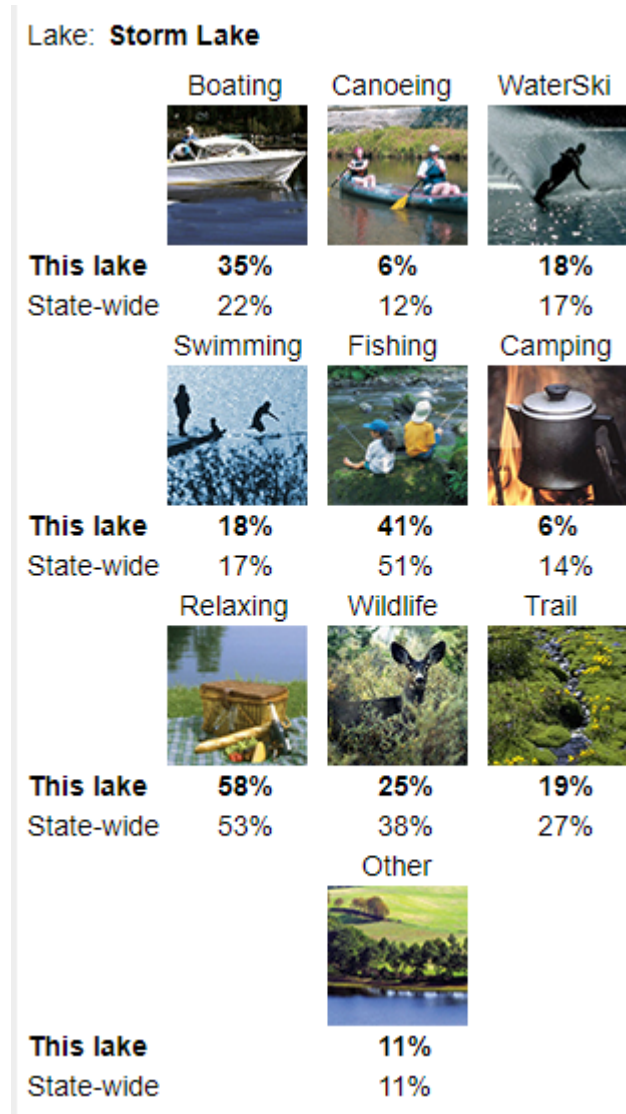 Lake: Storm Lake
Boating Canoeing WaterSki
This lake 35% 6% 18%
State-wide 22% 12% 17%
Swimming Fishing Camping
This lake 18% 41% 6%
State-wide 17% 51% 14%
Relaxing Wildlife Trail
This lake 58% 25% 19%
State-wide 53% 38% 27%
Other
This lake 11%
State-wide 11%